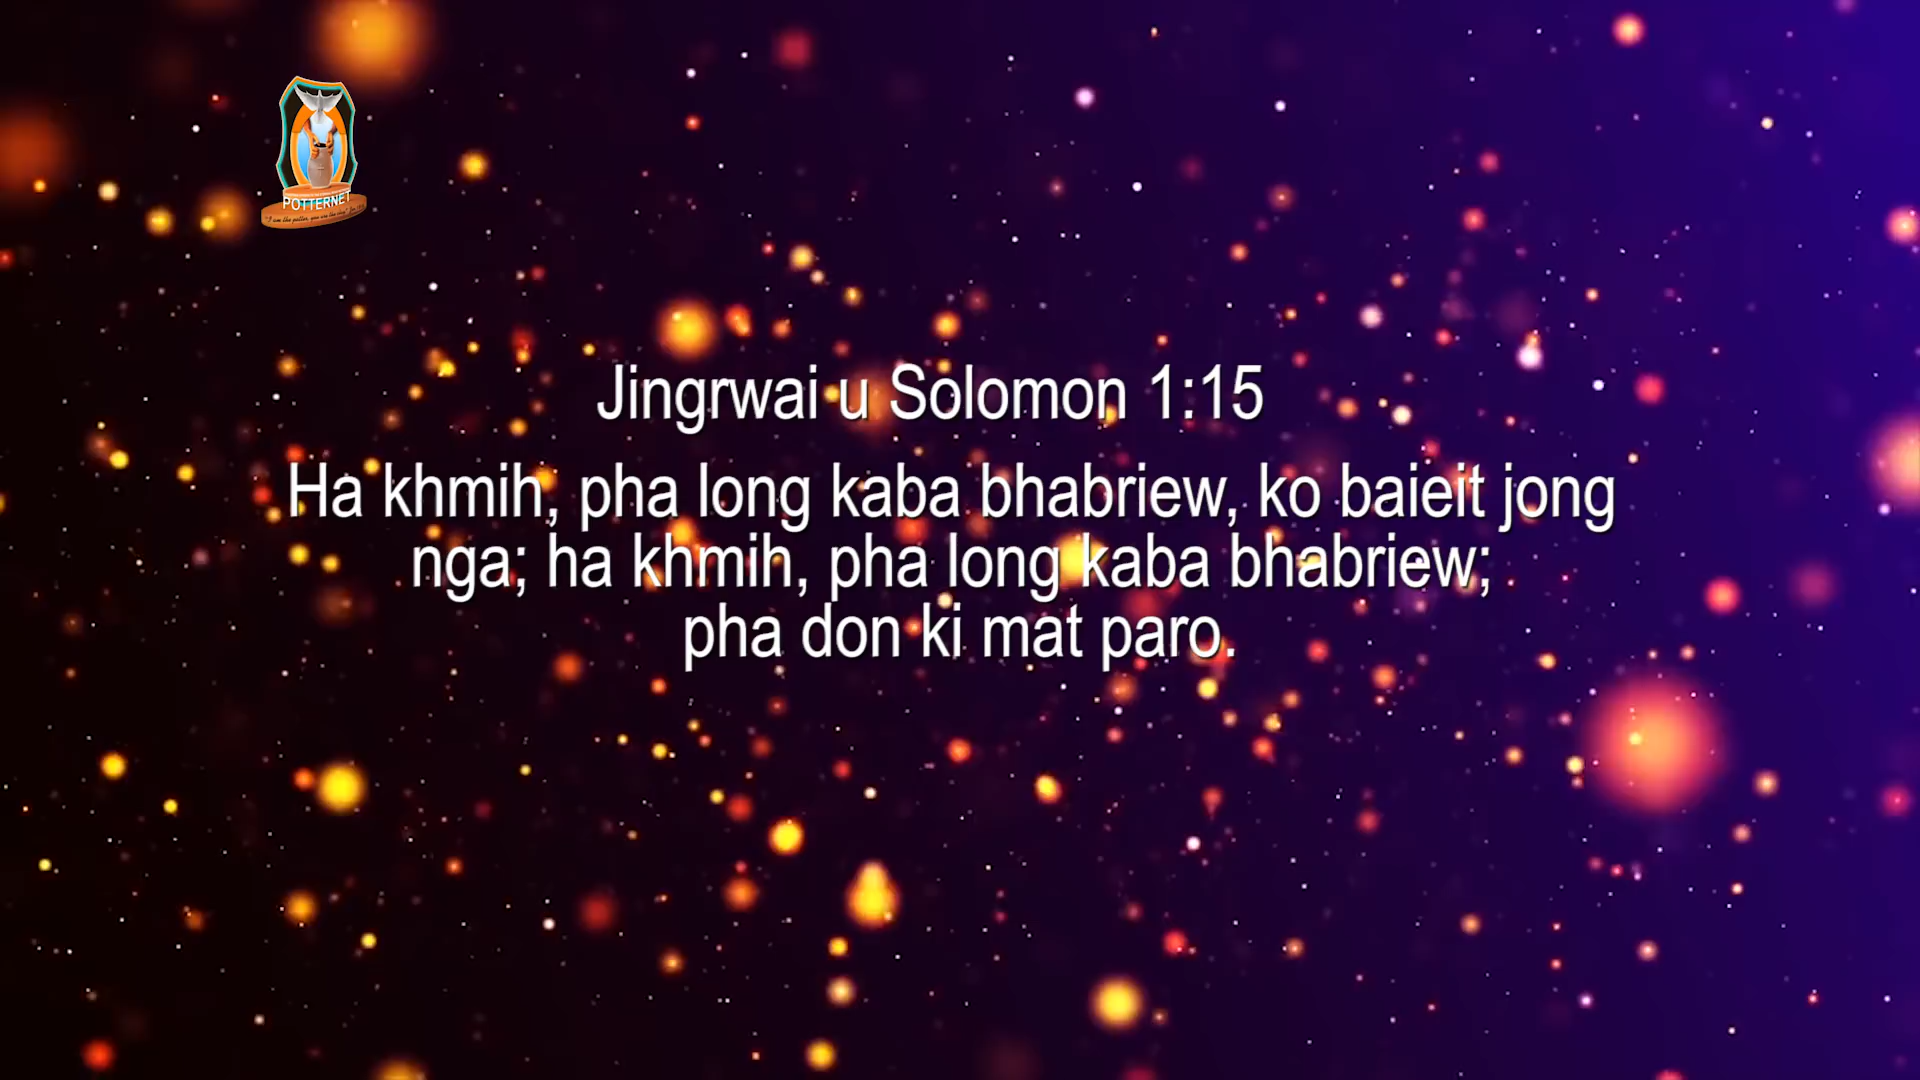 POTTERNET
Jingrwai u Solomon 1:15
Ha khmih, pha long kaba bhabriew, ko baieit jong
nga; ha khmih, pha long kaba bhabriew;
pha don ki mat paro.